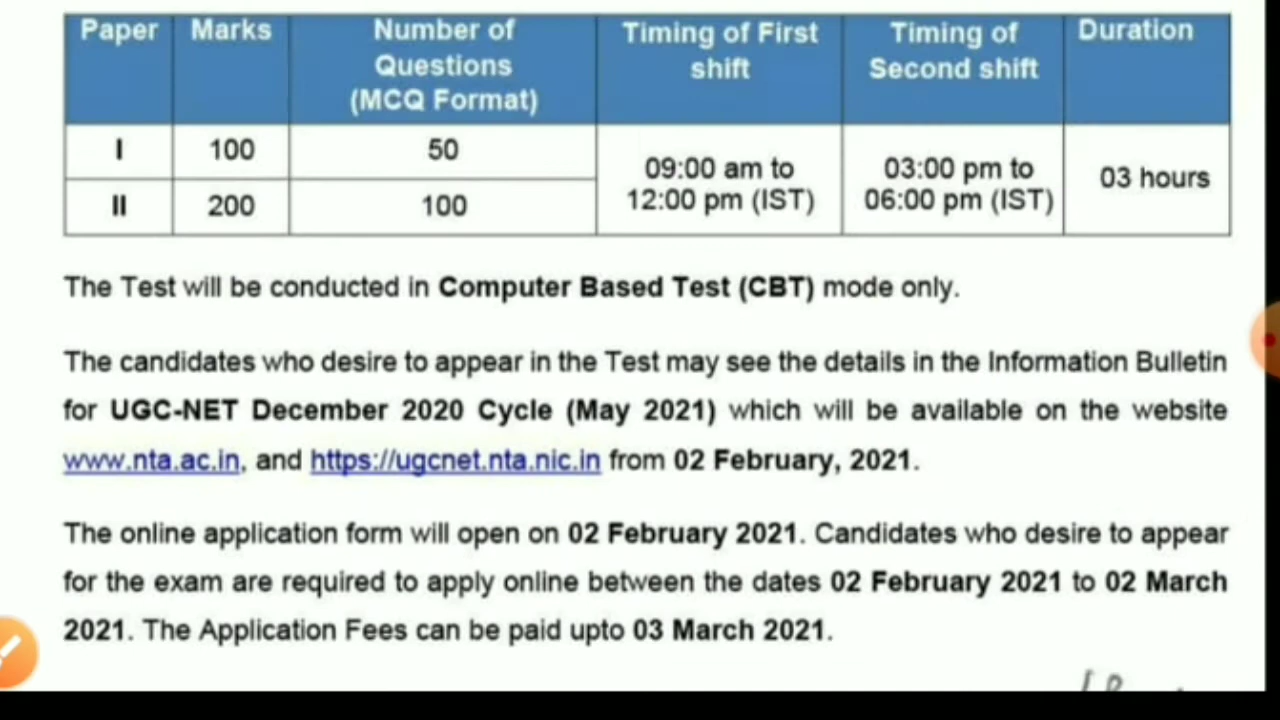 Paper Marks Number of Questions (MCQ Format) Timing of First shift Timing of Second shift Duration
I 100 50 09:00 am to 12:00 pm (IST) 03:00 pm to 06:00 pm (IST) 03 hours
II 200 100
The Test will be conducted in Computer Based Test (CBT) mode only.
The candidates who desire to appear in the Test may see the details in the Information Bulletin
for UGC-NET December 2020 Cycle (May 2021) which will be available on the website
www.nta.ac.in, and https://ugcnet.nta.nic.in from 02 February, 2021.
The online application form will open on 02 February 2021. Candidates who desire to appear
for the exam are required to apply online between the dates 02 February 2021 to 02 March
2021. The Application Fees can be paid upto 03 March 2021.